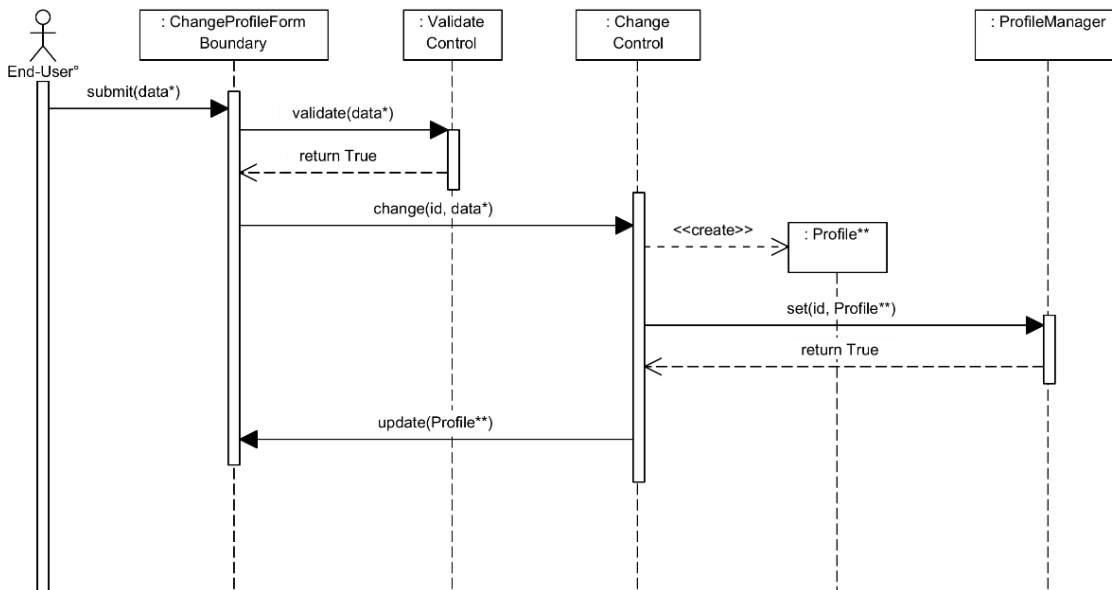 : ChangeProfileForm
Boundary
: Validate
Control
: Change
Control
: ProfileManager
End-User°
submit(data*)
validate(data*)
return True
change(id, data*)
<<create>>
: Profile**
set(id, Profile**)
return True
update(Profile**)